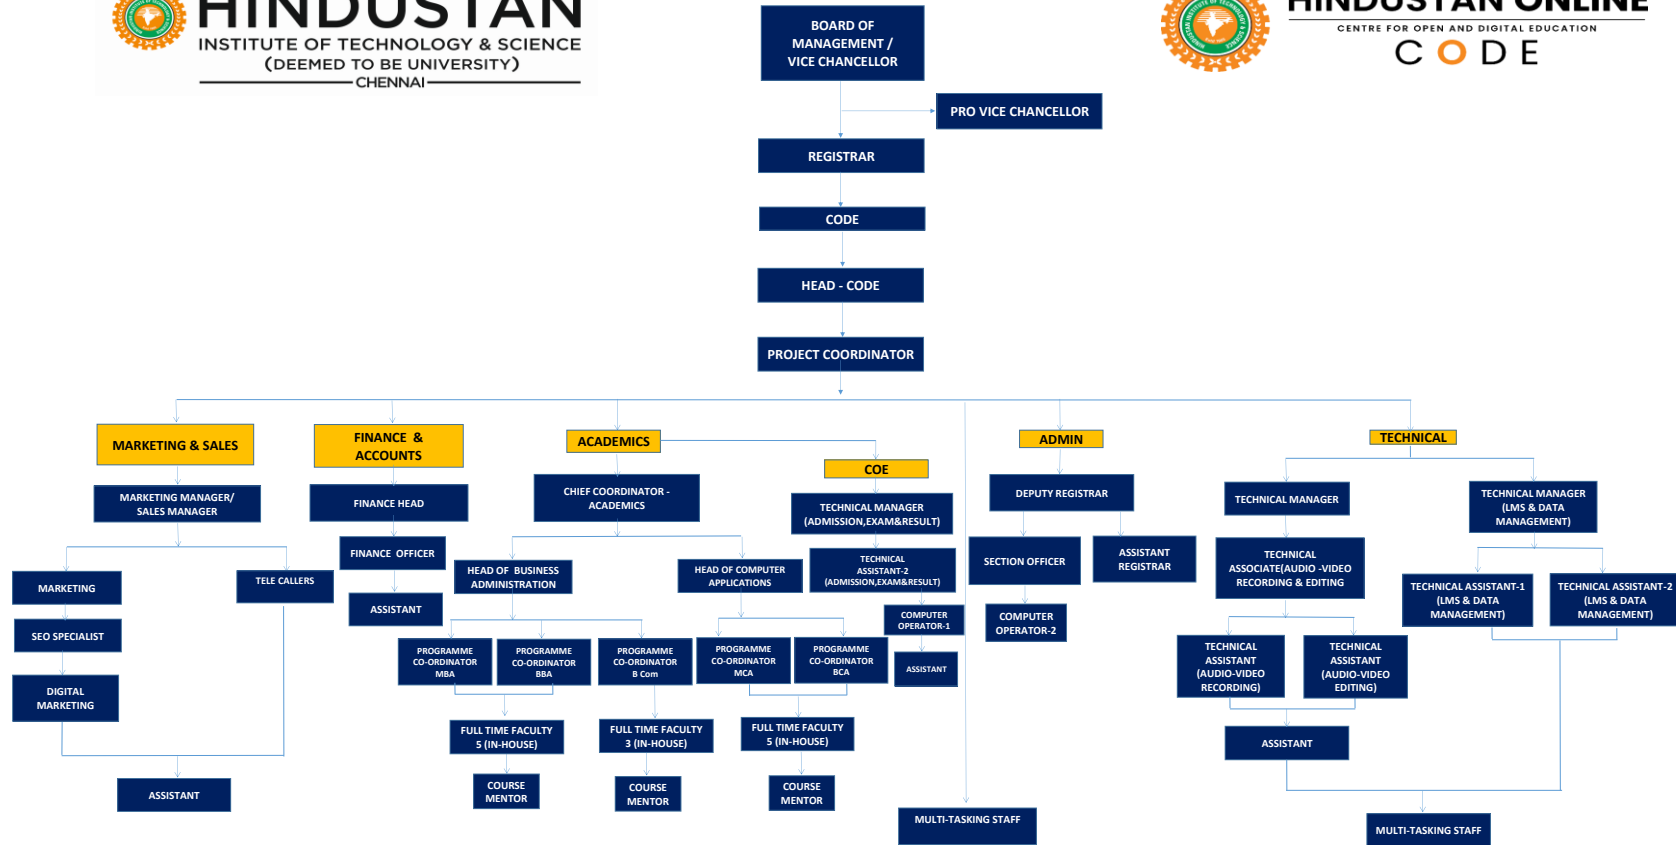 HINDUSTAN
INSTITUTE OF TECHNOLOGY & SCIENCE
(DEEMED TO BE UNIVERSITY)
CHENNAI
BOARD OF
MANAGEMENT /
VICE CHANCELLOR
HINDUSTAN ONLINE
CENTRE FOR OPEN AND DIGITAL EDUCATION
CODE
PRO VICE CHANCELLOR
REGISTRAR
CODE
HEAD - CODE
PROJECT COORDINATOR
MARKETING & SALES
MARKETING MANAGER/
SALES MANAGER
MARKETING
SEO SPECIALIST
DIGITAL
MARKETING
TELE CALLERS
ASSISTANT
FINANCE &
ACCOUNTS
FINANCE HEAD
FINANCE OFFICER
ASSISTANT
ACADEMICS
CHIEF COORDINATOR -
ACADEMICS
HEAD OF BUSINESS
ADMINISTRATION
PROGRAMME
CO-ORDINATOR
MBA
PROGRAMME
CO-ORDINATOR
BBA
PROGRAMME
CO-ORDINATOR
B Com
FULL TIME FACULTY
5 (IN-HOUSE)
COURSE
MENTOR
FULL TIME FACULTY
3 (IN-HOUSE)
COURSE
MENTOR
HEAD OF COMPUTER
APPLICATIONS
PROGRAMME
CO-ORDINATOR
MCA
PROGRAMME
CO-ORDINATOR
BCA
FULL TIME FACULTY
5 (IN-HOUSE)
COURSE
MENTOR
COE
TECHNICAL MANAGER
(ADMISSION,EXAM&RESULT)
TECHNICAL
ASSISTANT-2
(ADMISSION,EXAM&RESULT)
COMPUTER
OPERATOR-1
ASSISTANT
MULTI-TASKING STAFF
ADMIN
DEPUTY REGISTRAR
SECTION OFFICER
COMPUTER
OPERATOR-2
ASSISTANT
REGISTRAR
TECHNICAL
TECHNICAL MANAGER
TECHNICAL
ASSOCIATE(AUDIO -VIDEO
RECORDING & EDITING
TECHNICAL
ASSISTANT
(AUDIO-VIDEO
RECORDING)
TECHNICAL
ASSISTANT
(AUDIO-VIDEO
EDITING)
ASSISTANT
TECHNICAL MANAGER
(LMS & DATA
MANAGEMENT)
TECHNICAL ASSISTANT-1
(LMS & DATA
MANAGEMENT)
TECHNICAL ASSISTANT-2
(LMS & DATA
MANAGEMENT)
MULTI-TASKING STAFF